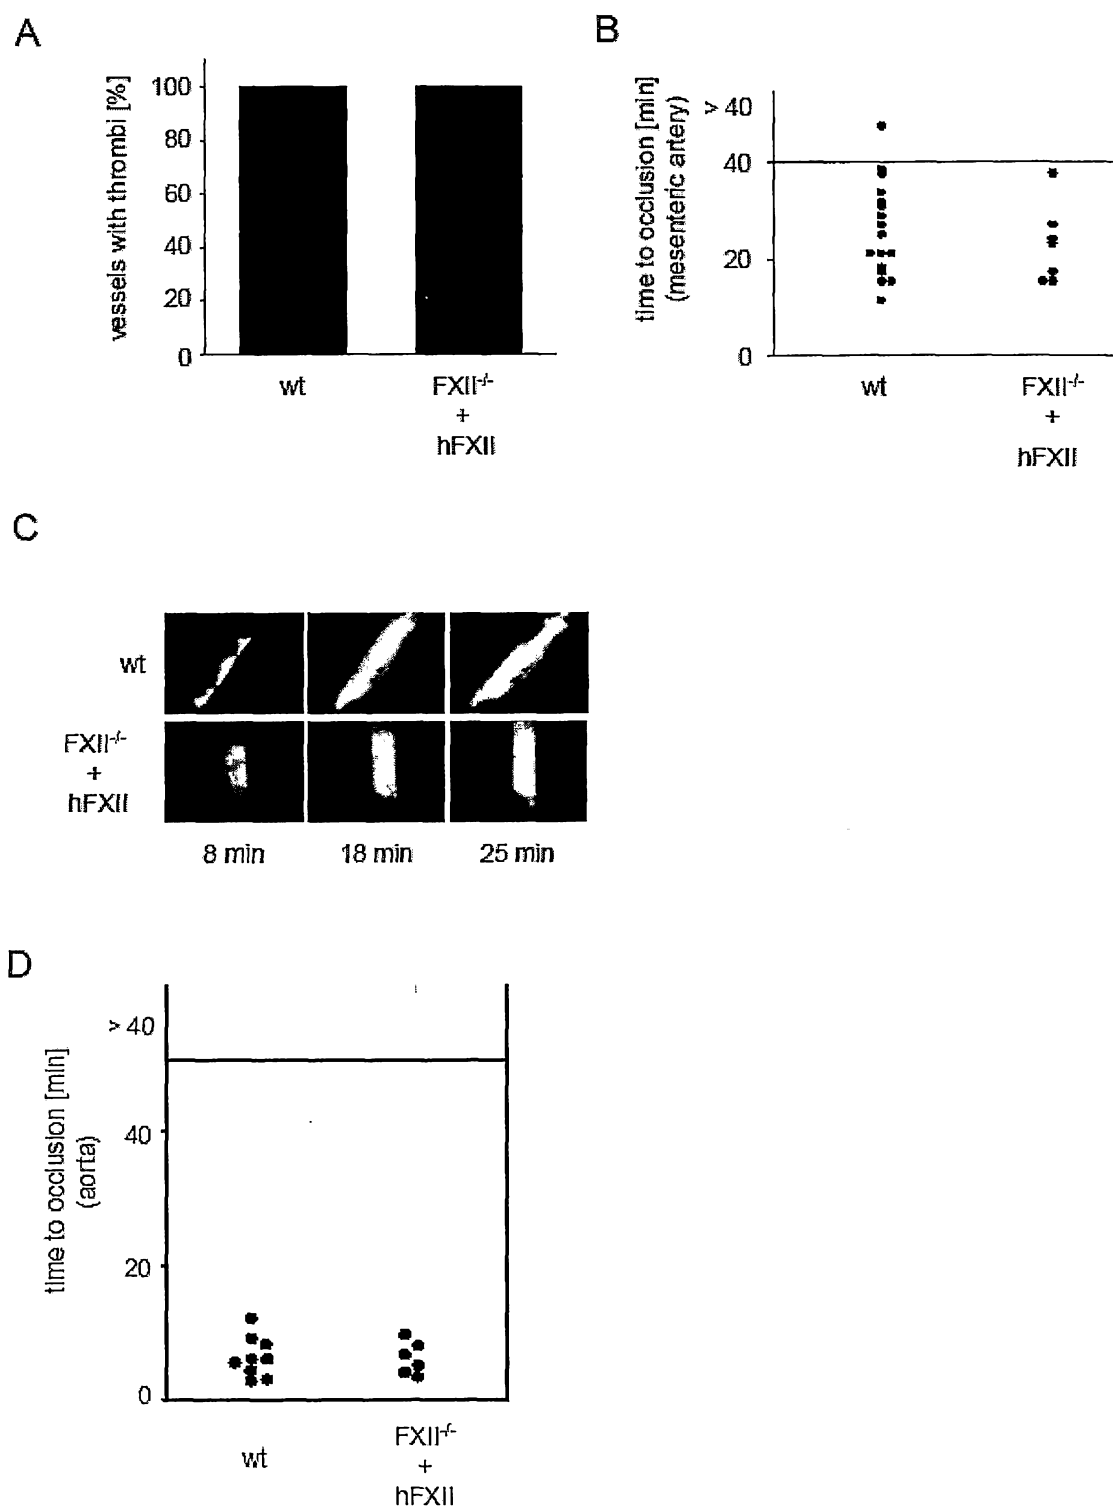 A
vessels with thrombi [%]
100
80
60
40
20
0
wt
FXII-/-
+
hFXII
B
time to occlusion [min]
(mesenteric artery)
> 40
40
20
0
wt
FXII-/-
+
hFXII
C
wt
FXII-/-
+
hFXII
8 min
18 min
25 min
D
time to occlusion [min]
(aorta)
> 40
40
20
0
wt
FXII-/-
+
hFXII